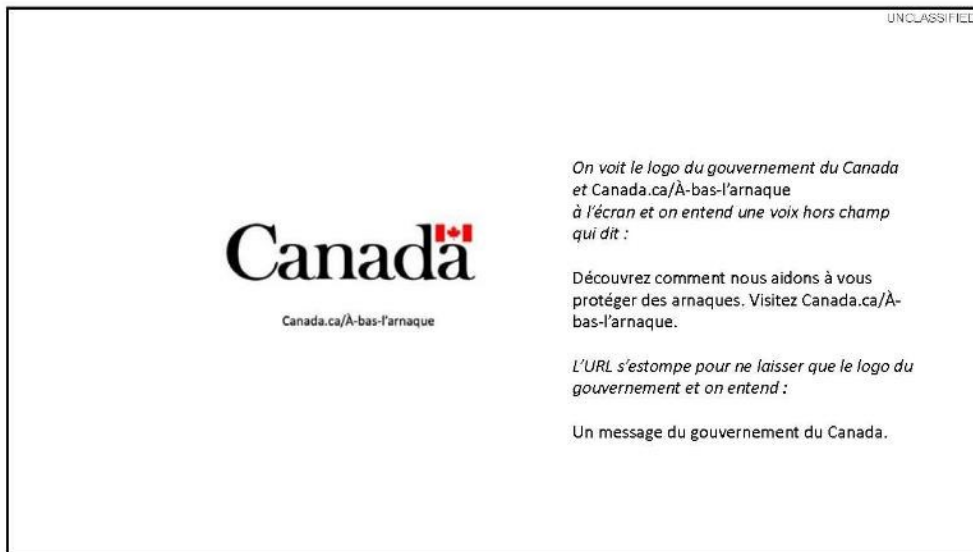 UNCLASSIFIED
Canada
Canada.ca/À-bas-l'arnaque
On voit le logo du gouvernement du Canada
et Canada.ca/À-bas-l'arnaque
à l'écran et on entend une voix hors champ
qui dit :
Découvrez comment nous aidons à vous
protéger des arnaques. Visitez Canada.ca/À-
bas-l'arnaque.
L'URL s'estompe pour ne laisser que le logo du
gouvernement et on entend :
Un message du gouvernement du Canada.